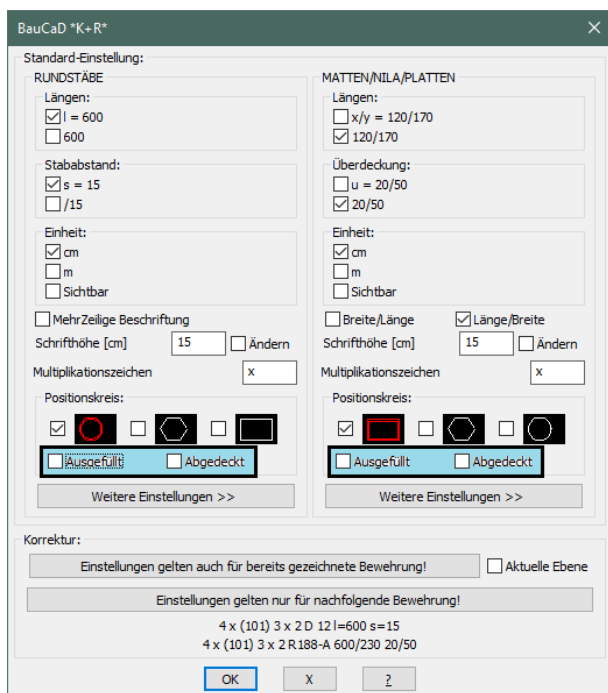 BauCaD *K+R*
Standard-Einstellung:
RUNDSTÄBE
Längen:
l = 600
600
Stababstand:
s = 15
/15
Einheit:
cm
m
Sichtbar
MehrZeilige Beschriftung
Schrifthöhe [cm] 15 Ändern
Multiplikationszeichen x
Positionskreis:
Ausgefüllt Abgedeckt
Weitere Einstellungen >>
MATTEN/NILA/PLATTEN
Längen:
x/y = 120/170
120/170
Überdeckung:
u = 20/50
20/50
Einheit:
cm
m
Sichtbar
Breite/Länge Länge/Breite
Schrifthöhe [cm] 15 Ändern
Multiplikationszeichen x
Positionskreis:
Ausgefüllt Abgedeckt
Weitere Einstellungen >>
Korrektur:
Einstellungen gelten auch für bereits gezeichnete Bewehrung! Aktuelle Ebene
Einstellungen gelten nur für nachfolgende Bewehrung!
4 x (101) 3 x 2 D 12 l=600 s=15
4 x (101) 3 x 2 R188-A 600/230 20/50
OK X ?